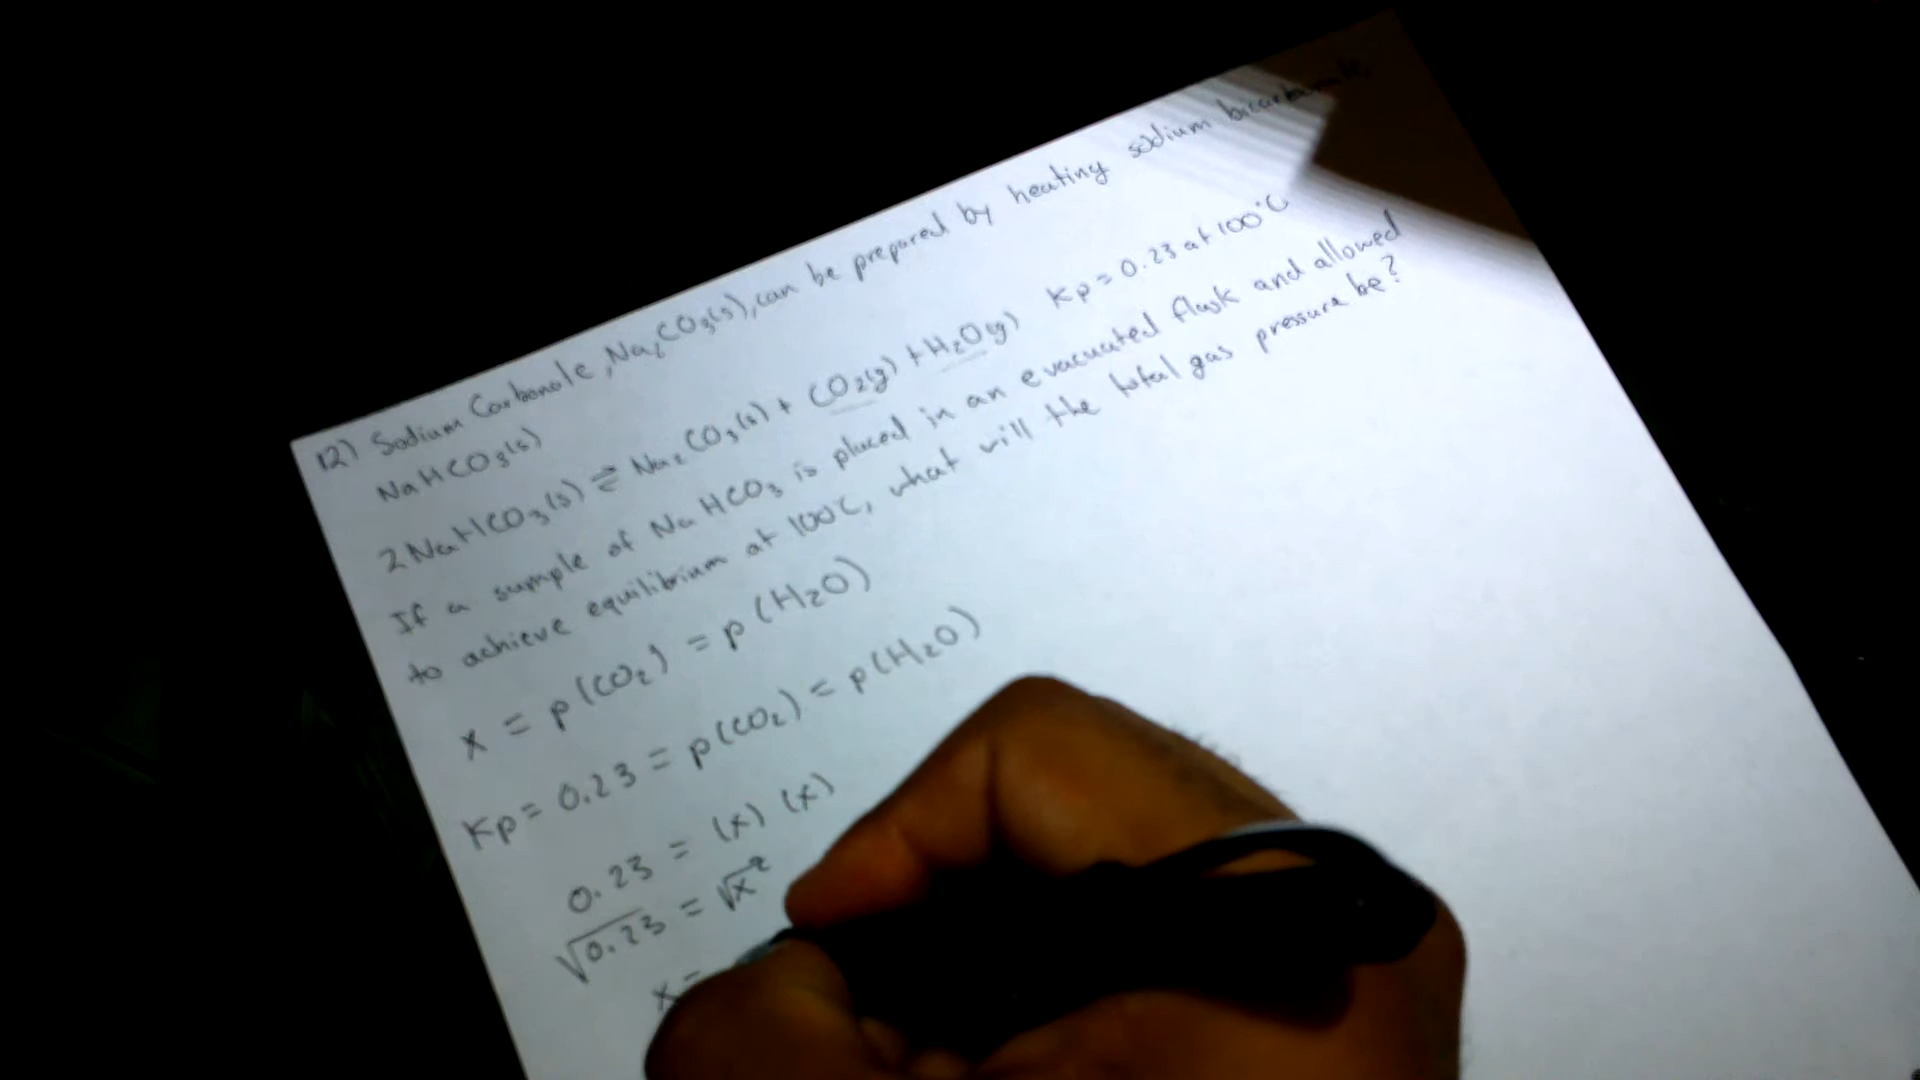 12) Sodium Carbonate, Na₂CO₃(s), can be prepared by heating sodium bicarbonate,
NaHCO₃(s)
2NaHCO₃(s) ⇌ Na₂CO₃(s) + CO₂(g) + H₂O(g) Kp = 0.23 at 100°C
If a sample of NaHCO₃ is placed in an evacuated flask and allowed
to achieve equilibrium at 100°C, what will the total gas pressure be?
x = p(CO₂) = p(H₂O)
Kp = 0.23 = p(CO₂) = p(H₂O)
0.23 = (x) (x)
√0.23 = √x²
x =